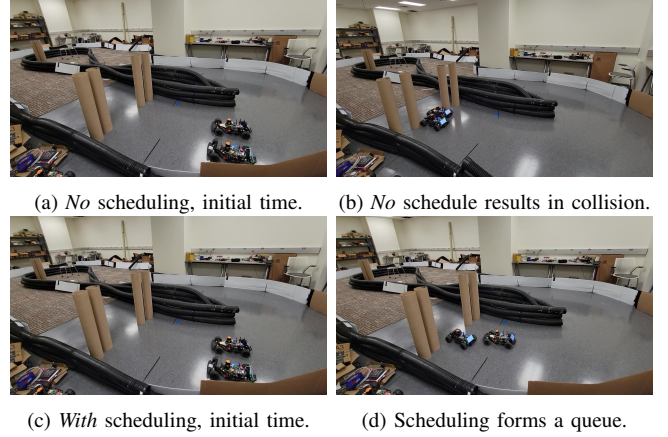 (a) No scheduling, initial time.
(b) No schedule results in collision.
(c) With scheduling, initial time.
(d) Scheduling forms a queue.